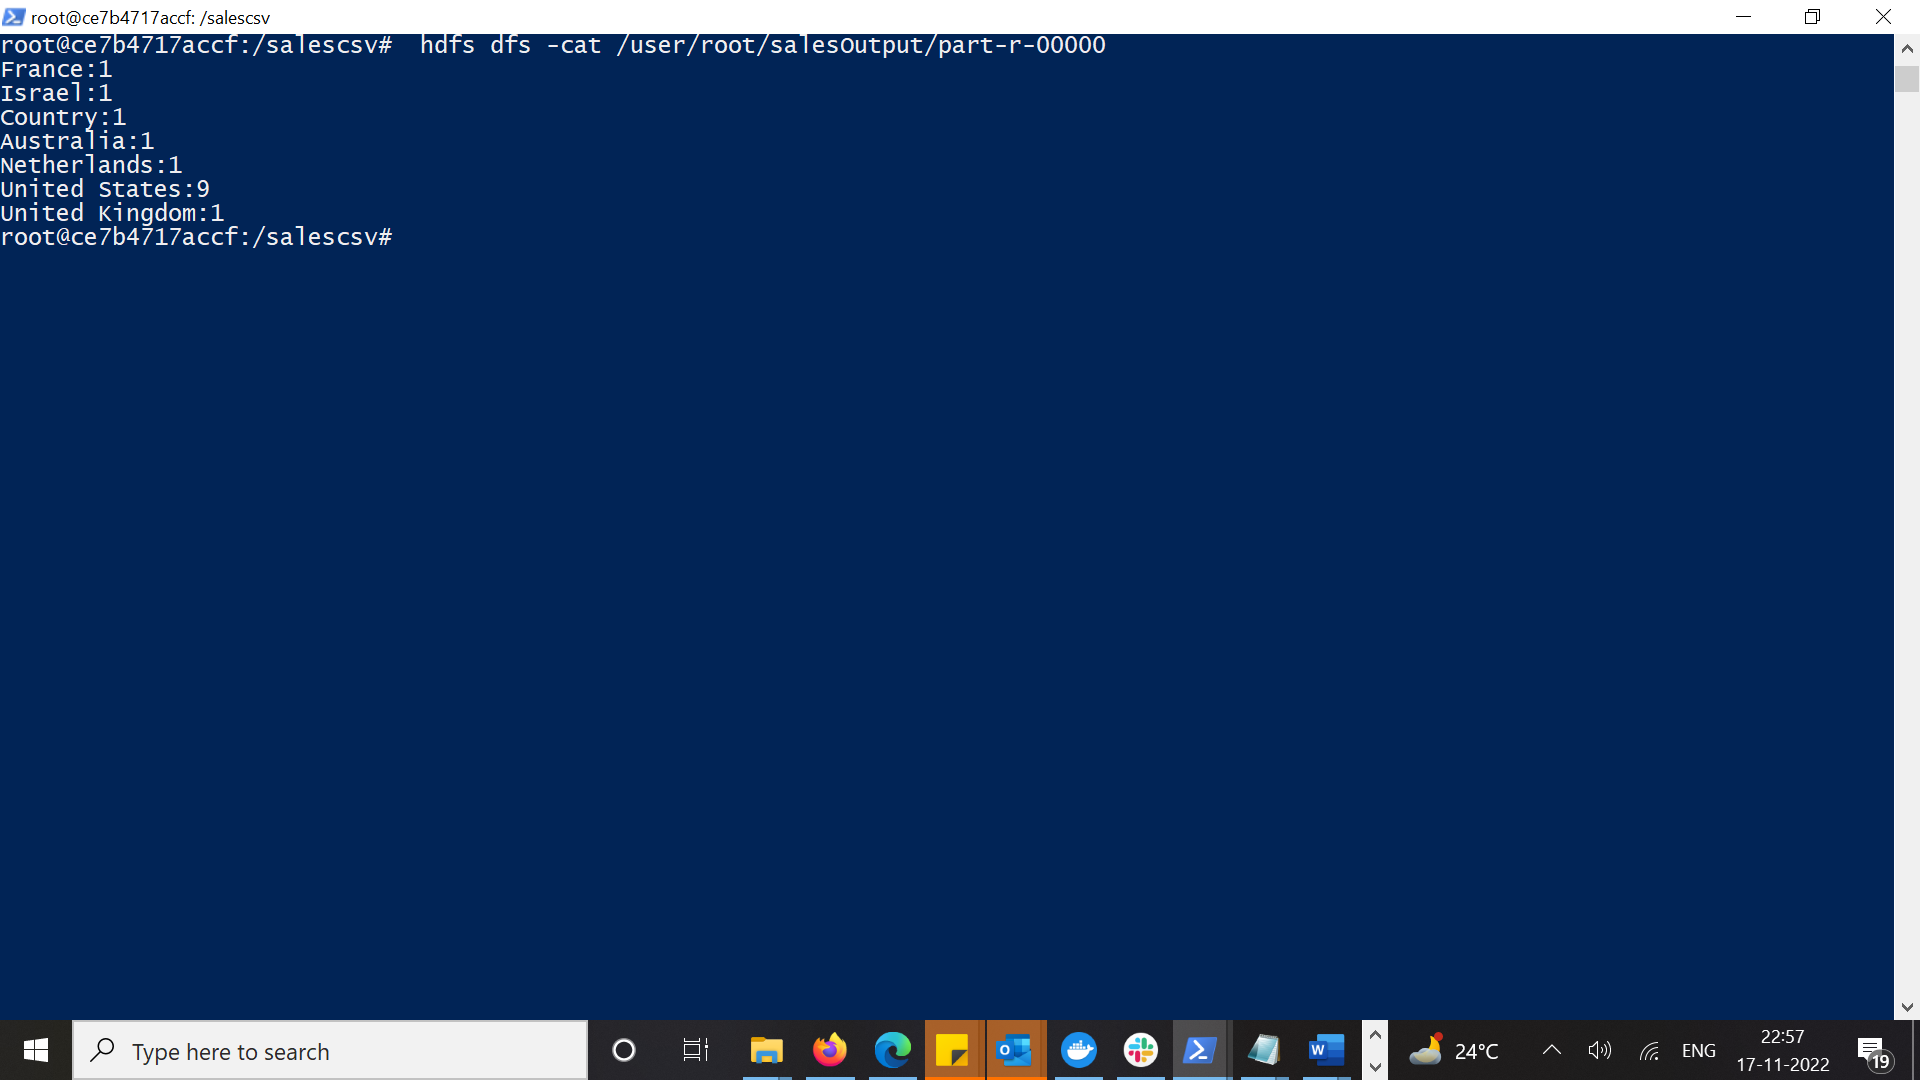 root@ce7b4717accf: /salescsv
root@ce7b4717accf:/salescsv#  hdfs dfs -cat /user/root/salesOutput/part-r-00000
France:1
Israel:1
Country:1
Australia:1
Netherlands:1
United States:9
United Kingdom:1
root@ce7b4717accf:/salescsv#
Type here to search
24°C
ENG
22:57
17-11-2022
19